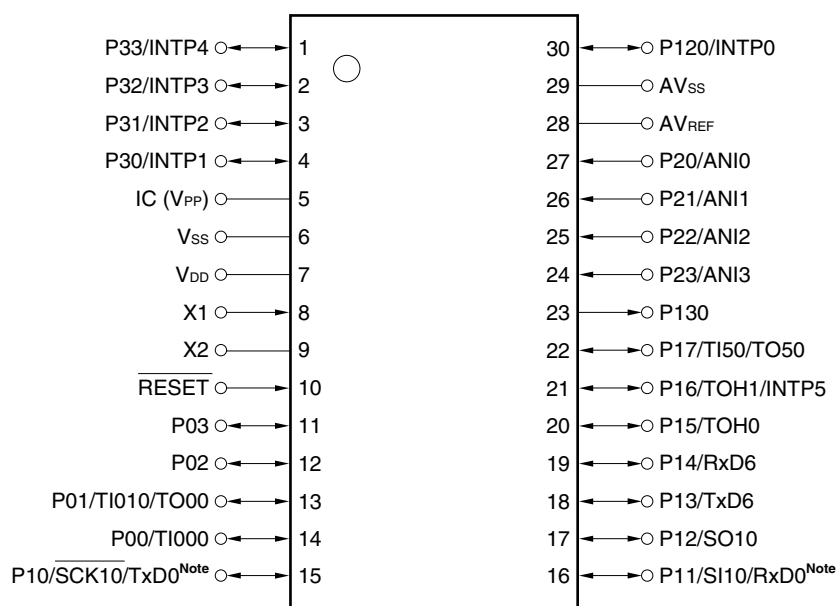 P33/INTP4 1 30 P120/INTP0
P32/INTP3 2 29 AVSS
P31/INTP2 3 28 AVREF
P30/INTP1 4 27 P20/ANI0
IC (VPP) 5 26 P21/ANI1
VSS 6 25 P22/ANI2
VDD 7 24 P23/ANI3
X1 8 23 P130
X2 9 22 P17/TI50/TO50
RESET 10 21 P16/TOH1/INTP5
P03 11 20 P15/TOH0
P02 12 19 P14/RxD6
P01/TI010/TO00 13 18 P13/TxD6
P00/TI000 14 17 P12/SO10
P10/SCK10/TxD0Note 15 16 P11/SI10/RxD0Note